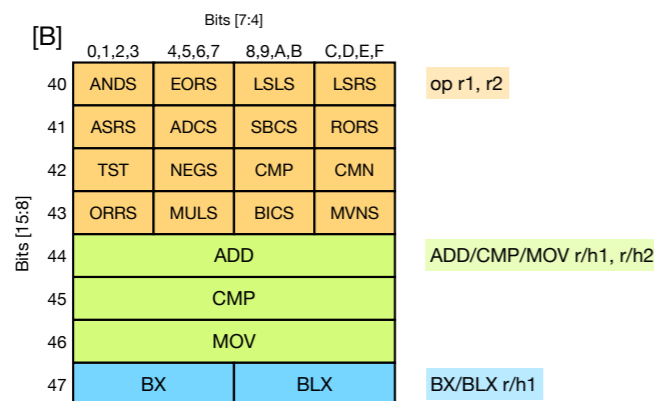 Bits [7:4]
[B]
0,1,2,3 4,5,6,7 8,9,A,B C,D,E,F
40 ANDS EORS LSLS LSRS op r1, r2
41 ASRS ADCS SBCS RORS
42 TST NEGS CMP CMN
43 ORRS MULS BICS MVNS
Bits [15:8]
44 ADD ADD/CMP/MOV r/h1, r/h2
45 CMP
46 MOV
47 BX BLX BX/BLX r/h1